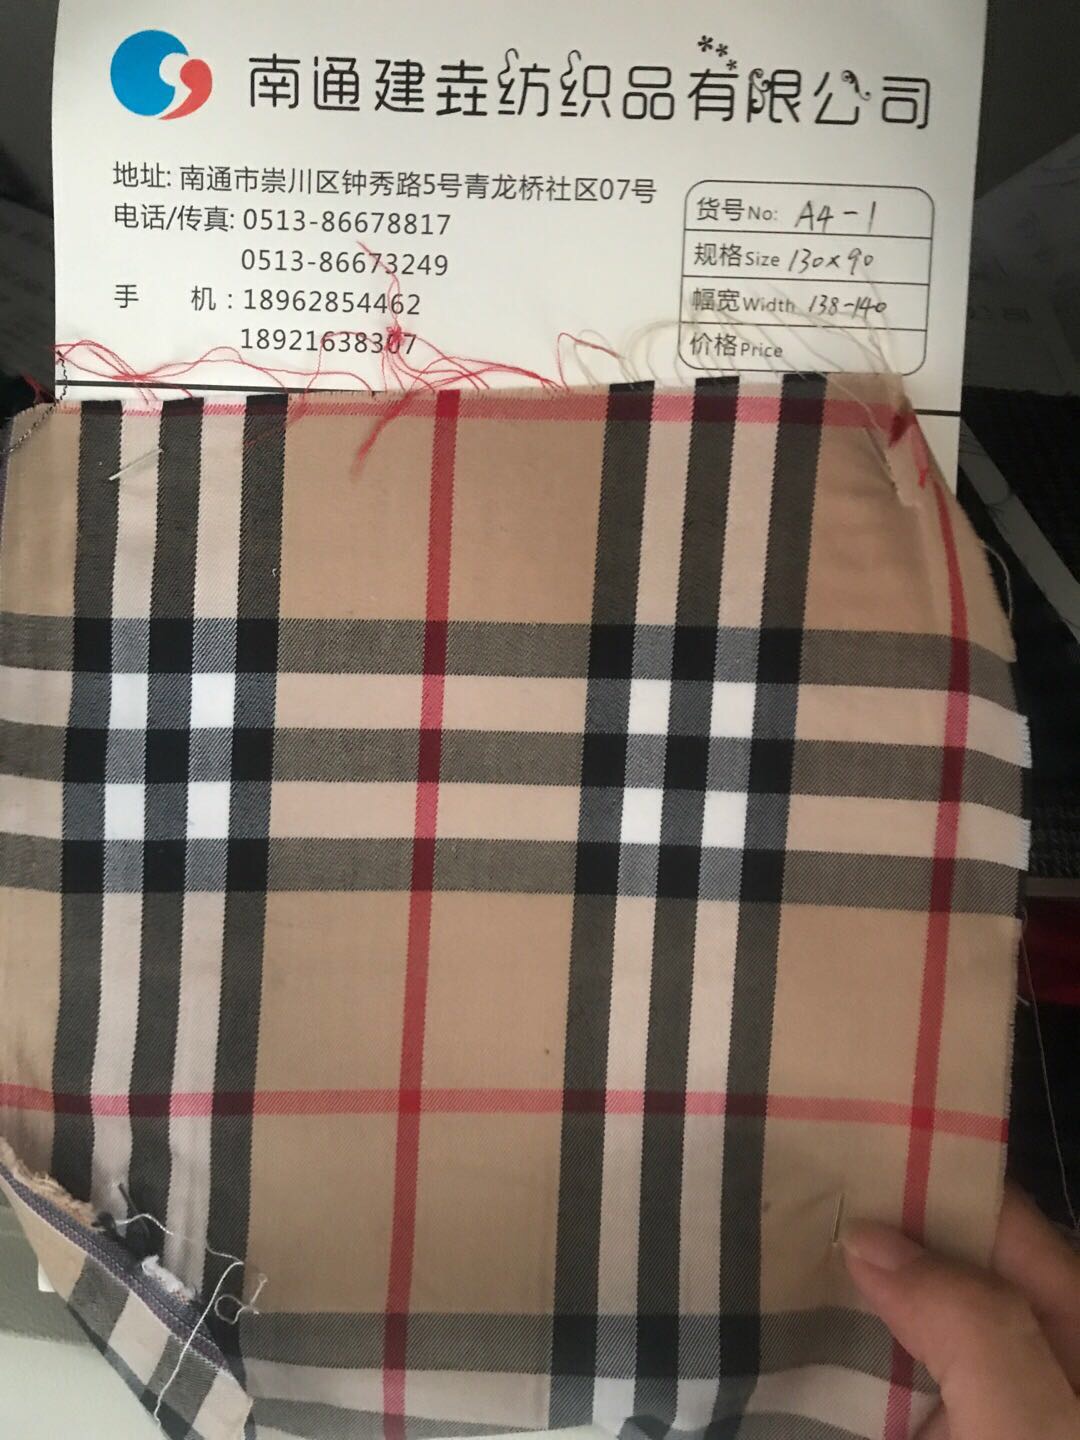 南通建垚纺织品有限公司
地址: 南通市崇川区钟秀路5号青龙桥社区07号
电话/传真: 0513-86678817
0513-86673249
手 机:18962854462
18921638307
货号No: A4-1
规格Size 130×90
幅宽Width 138-140
价格Price